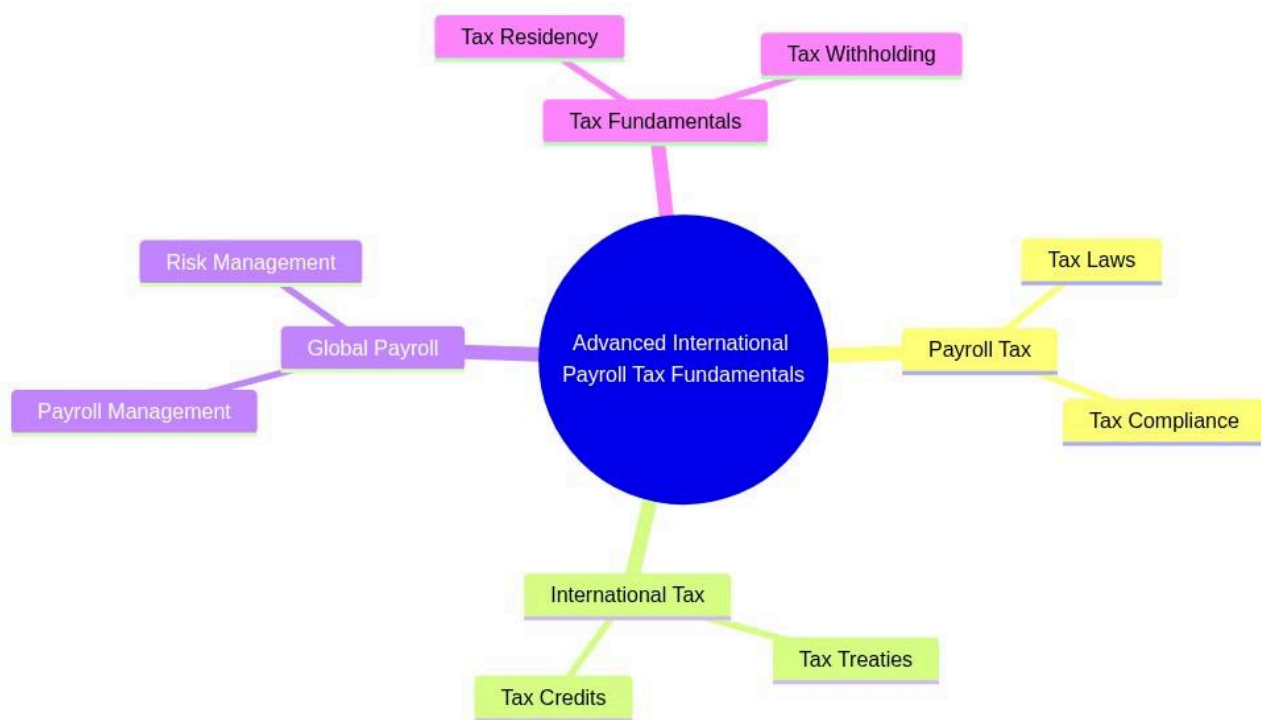 Tax Residency
Tax Withholding
Tax Fundamentals
Risk Management
Global Payroll
Payroll Management
Advanced International
Payroll Tax Fundamentals
Tax Laws
Payroll Tax
Tax Compliance
International Tax
Tax Treaties
Tax Credits